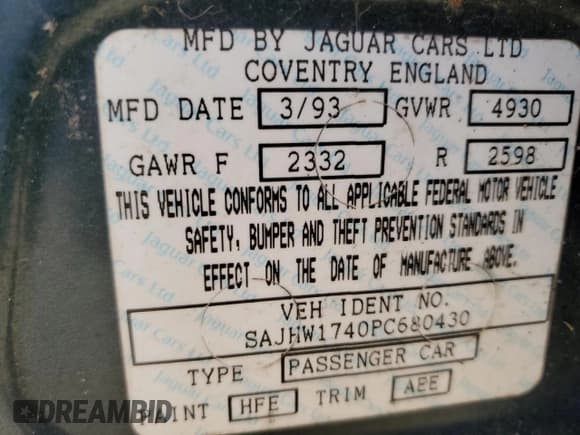 MFD BY JAGUAR CARS LTD
COVENTRY ENGLAND
MFD DATE 3/93 GVWR 4930
GAWR F 2332 R 2598
THIS VEHICLE CONFORMS TO ALL APPLICABLE FEDERAL MOTOR VEHICLE
SAFETY, BUMPER AND THEFT PREVENTION STANDARDS IN
EFFECT ON THE DATE OF MANUFACTURE ABOVE.
VEH IDENT NO.
SAJHW1740PC680430
TYPE PASSENGER CAR
PAINT HFE TRIM AEE
DREAMBID